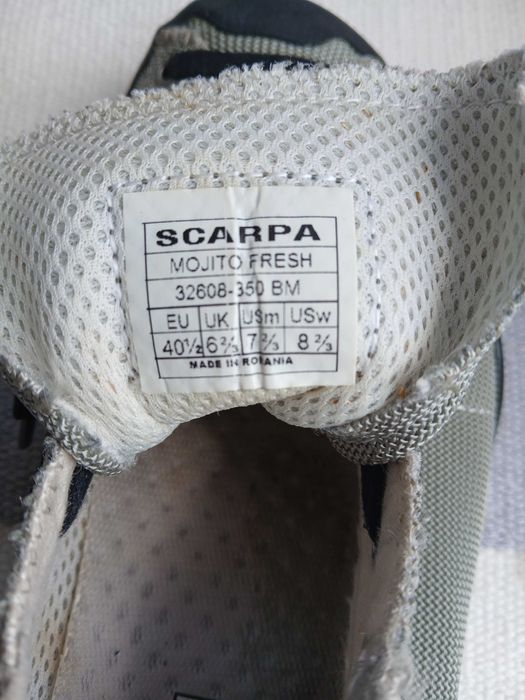 SCARPA
MOJITO FRESH
32608-350 BM
EU UK USm USw
40½ 6⅔ 7⅔ 8⅔
MADE IN ROMANIA